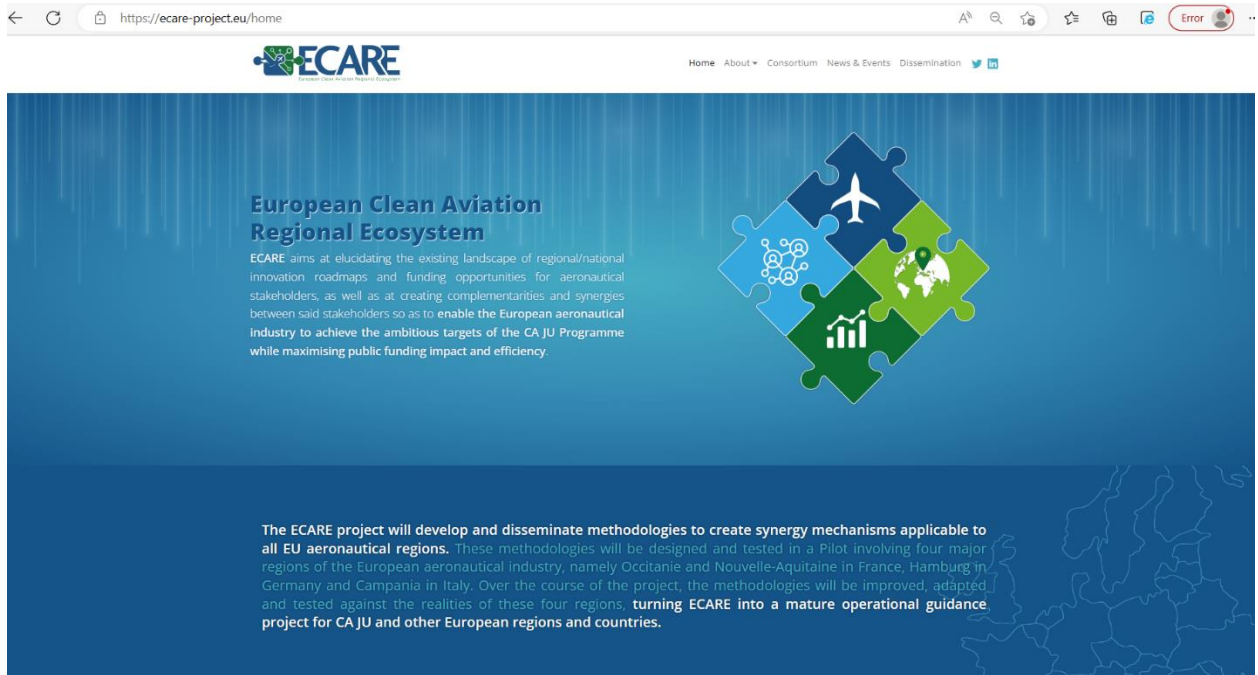 https://ecare-project.eu/home
Error
ECARE
European Clean Aviation Regional Ecosystem
Home About Consortium News & Events Dissemination
European Clean Aviation
Regional Ecosystem
ECARE aims at elucidating the existing landscape of regional/national
innovation roadmaps and funding opportunities for aeronautical
stakeholders, as well as at creating complementarities and synergies
between said stakeholders so as to enable the European aeronautical
industry to achieve the ambitious targets of the CA JU Programme
while maximising public funding impact and efficiency.
The ECARE project will develop and disseminate methodologies to create synergy mechanisms applicable to
all EU aeronautical regions. These methodologies will be designed and tested in a Pilot involving four major
regions of the European aeronautical industry, namely Occitanie and Nouvelle-Aquitaine in France, Hamburg in
Germany and Campania in Italy. Over the course of the project, the methodologies will be improved, adapted
and tested against the realities of these four regions, turning ECARE into a mature operational guidance
project for CA JU and other European regions and countries.